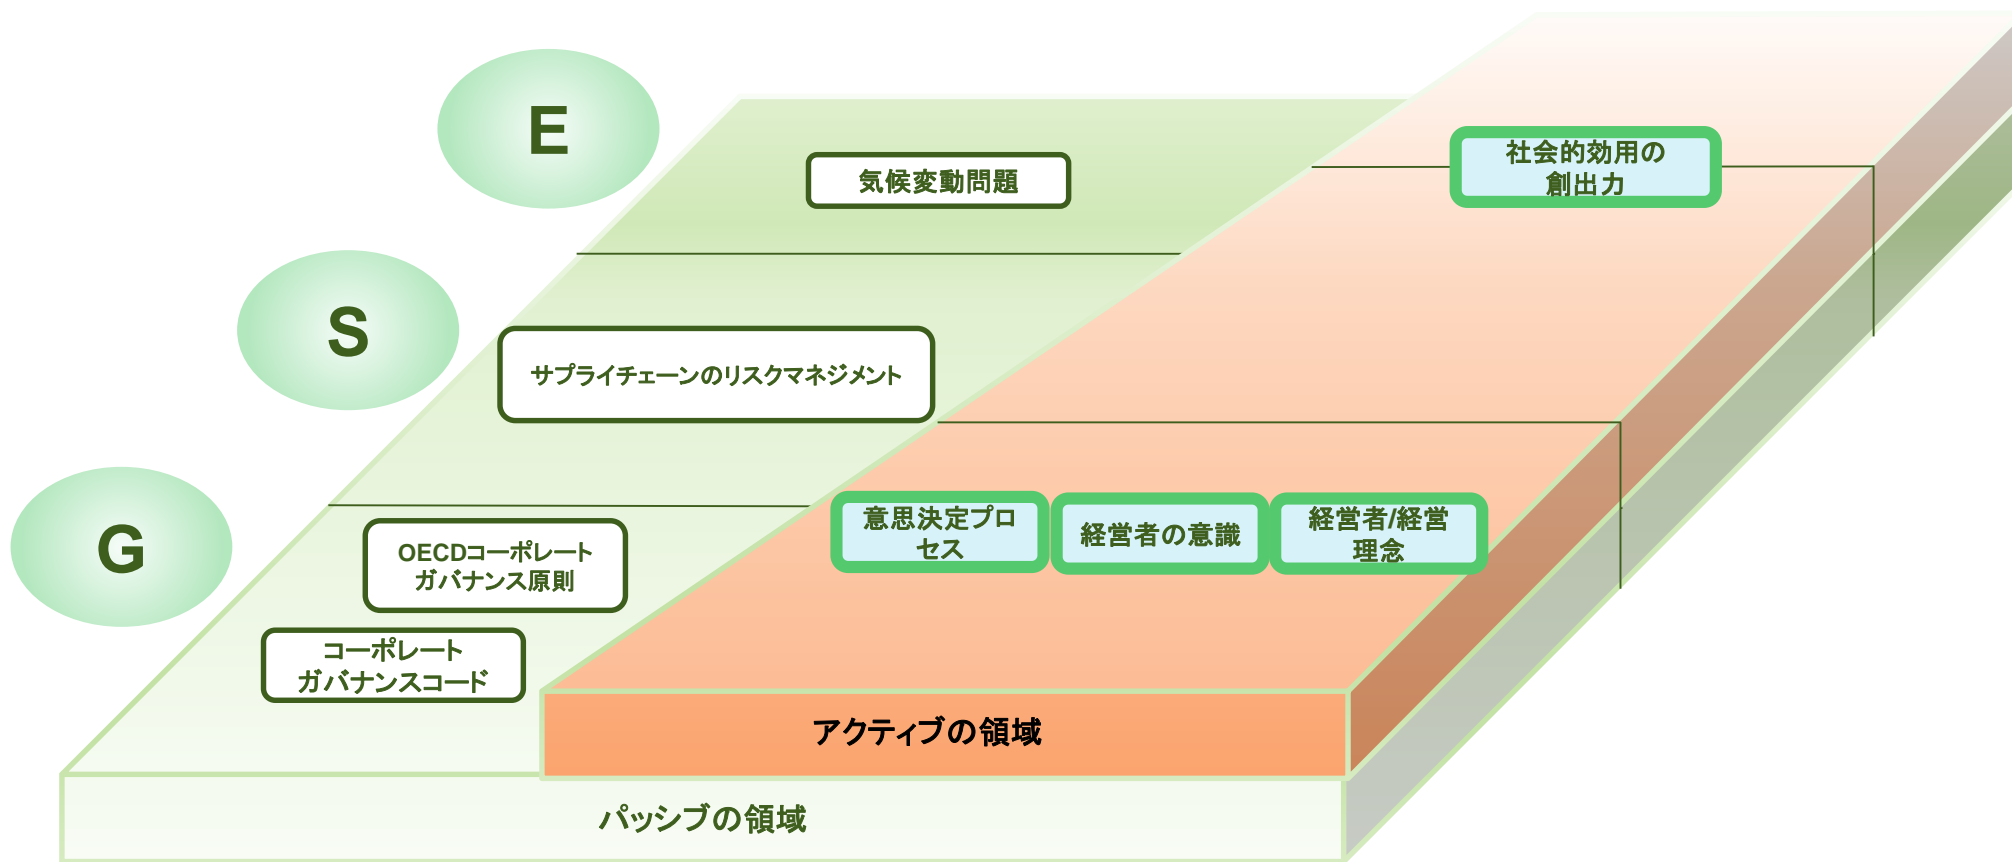 E
気候変動問題
社会的効用の
創出力
S
サプライチェーンのリスクマネジメント
G
OECDコーポレート
ガバナンス原則
コーポレート
ガバナンスコード
意思決定プロ
セス
経営者の意識
経営者/経営
理念
アクティブの領域
パッシブの領域